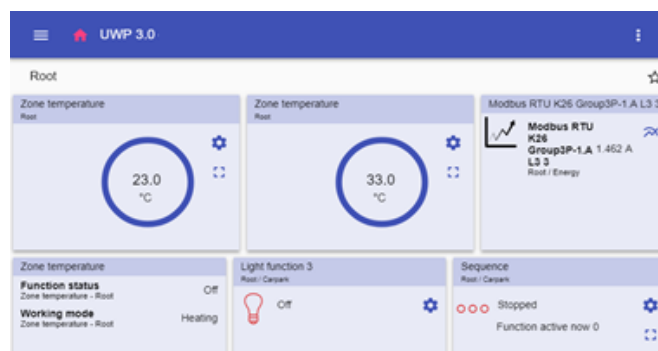 UWP 3.0
Root
Zone temperature
Root
23.0
°C
Zone temperature
Root
33.0
°C
Modbus RTU K26 Group3P-1.A L3 3
Modbus RTU
K26
Group3P-1.A 1.462 A
L3 3
Root / Energy
Zone temperature
Function status Off
Zone temperature - Root
Working mode Heating
Zone temperature - Root
Light function 3
Root / Carpark
Off
Sequence
Root / Carpark
Stopped
Function active now 0